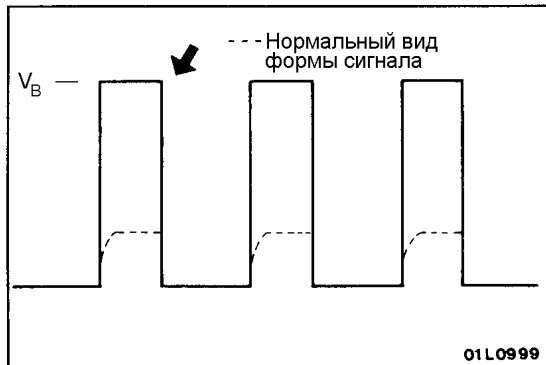 ---Нормальный вид
формы сигнала
V_B —
01L0999